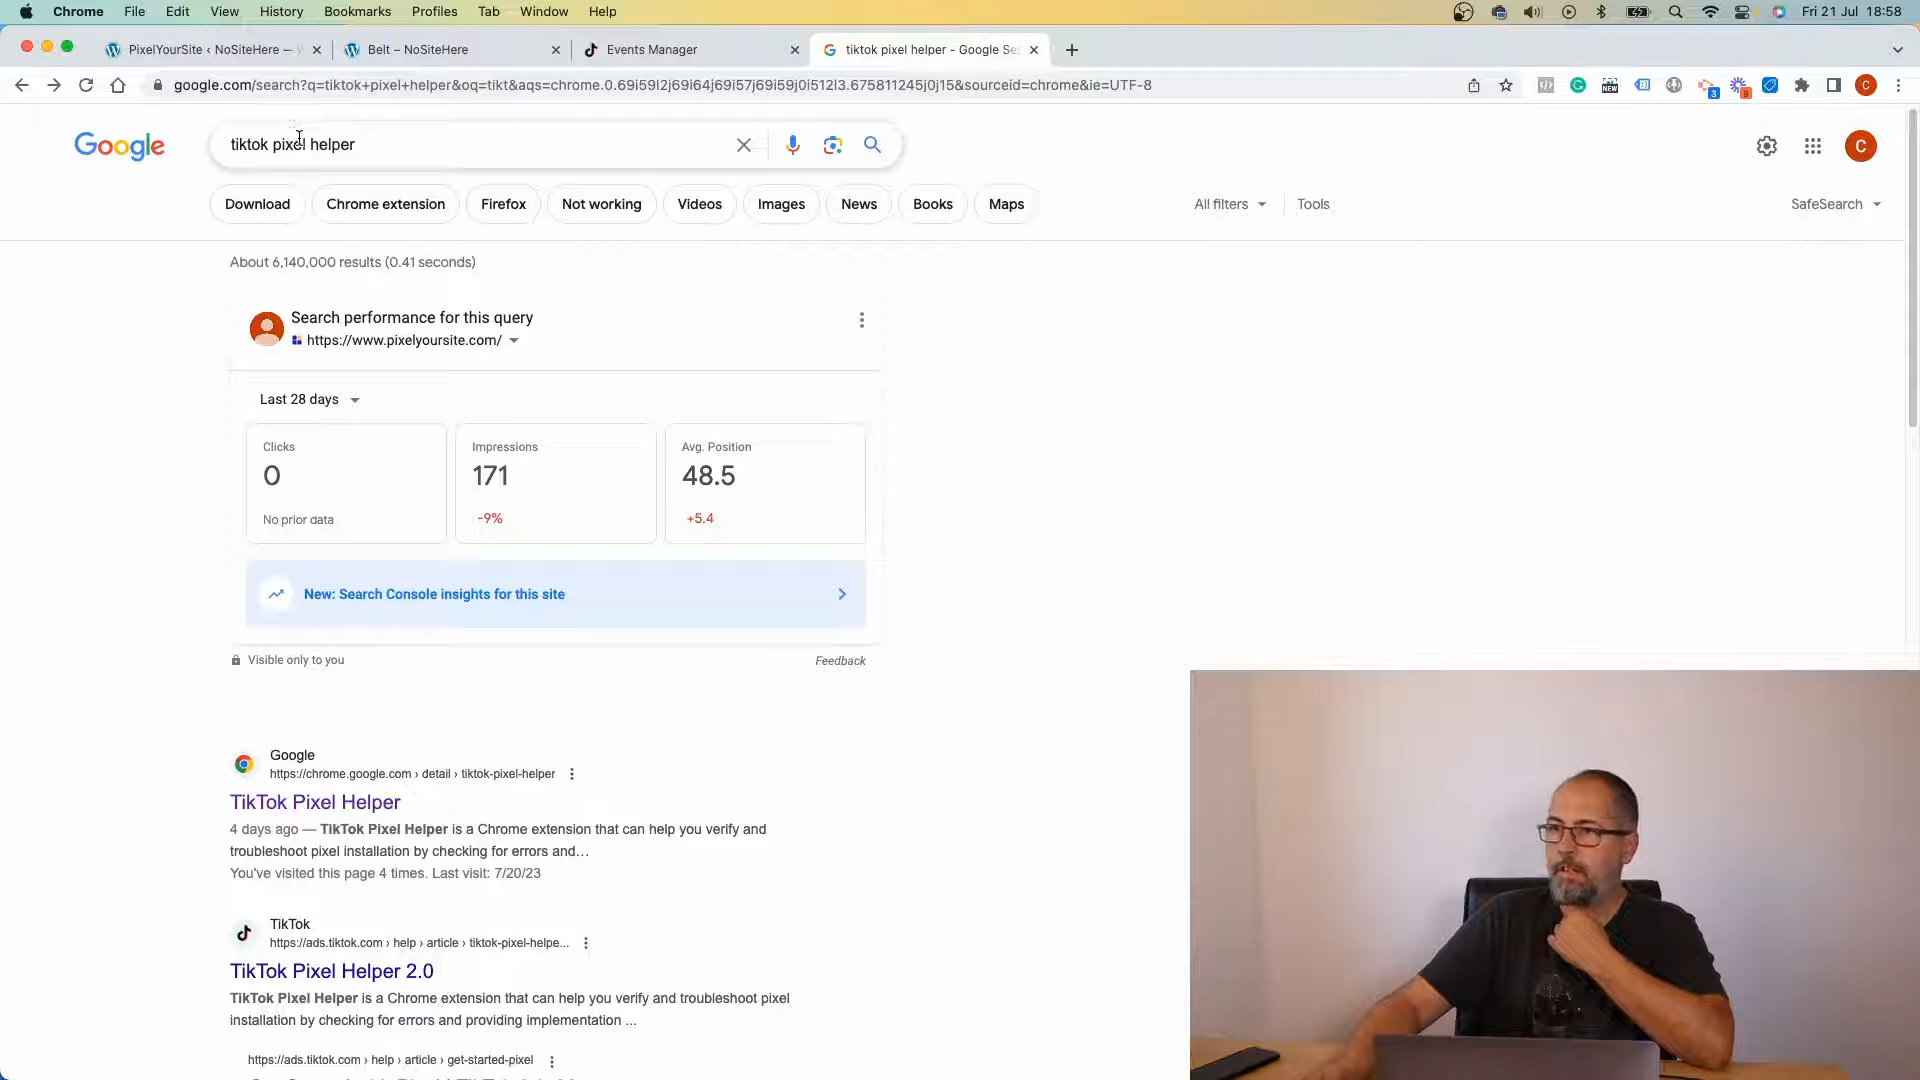 Chrome File Edit View History Bookmarks Profiles Tab Window Help Fri 21 Jul 18:58
PixelYourSite ‹ NoSiteHere — Belt – NoSiteHere Events Manager tiktok pixel helper - Google Se
google.com/search?q=tiktok+pixel+helper&oq=tikt&aqs=chrome.0.69i59l2j69i64j69i57j69i59j0i512l3.675811245j0j15&sourceid=chrome&ie=UTF-8
NEW 3 9 C
Google tiktok pixel helper C
Download Chrome extension Firefox Not working Videos Images News Books Maps All filters Tools SafeSearch
About 6,140,000 results (0.41 seconds)
Search performance for this query
https://www.pixelyoursite.com/
Last 28 days
Clicks Impressions Avg. Position
0 171 48.5
No prior data -9% +5.4
New: Search Console insights for this site
Visible only to you Feedback
Google
https://chrome.google.com › detail › tiktok-pixel-helper
TikTok Pixel Helper
4 days ago — TikTok Pixel Helper is a Chrome extension that can help you verify and
troubleshoot pixel installation by checking for errors and...
You've visited this page 4 times. Last visit: 7/20/23
TikTok
https://ads.tiktok.com › help › article › tiktok-pixel-helpe...
TikTok Pixel Helper 2.0
TikTok Pixel Helper is a Chrome extension that can help you verify and troubleshoot pixel
installation by checking for errors and providing implementation ...
https://ads.tiktok.com › help › article › get-started-pixel